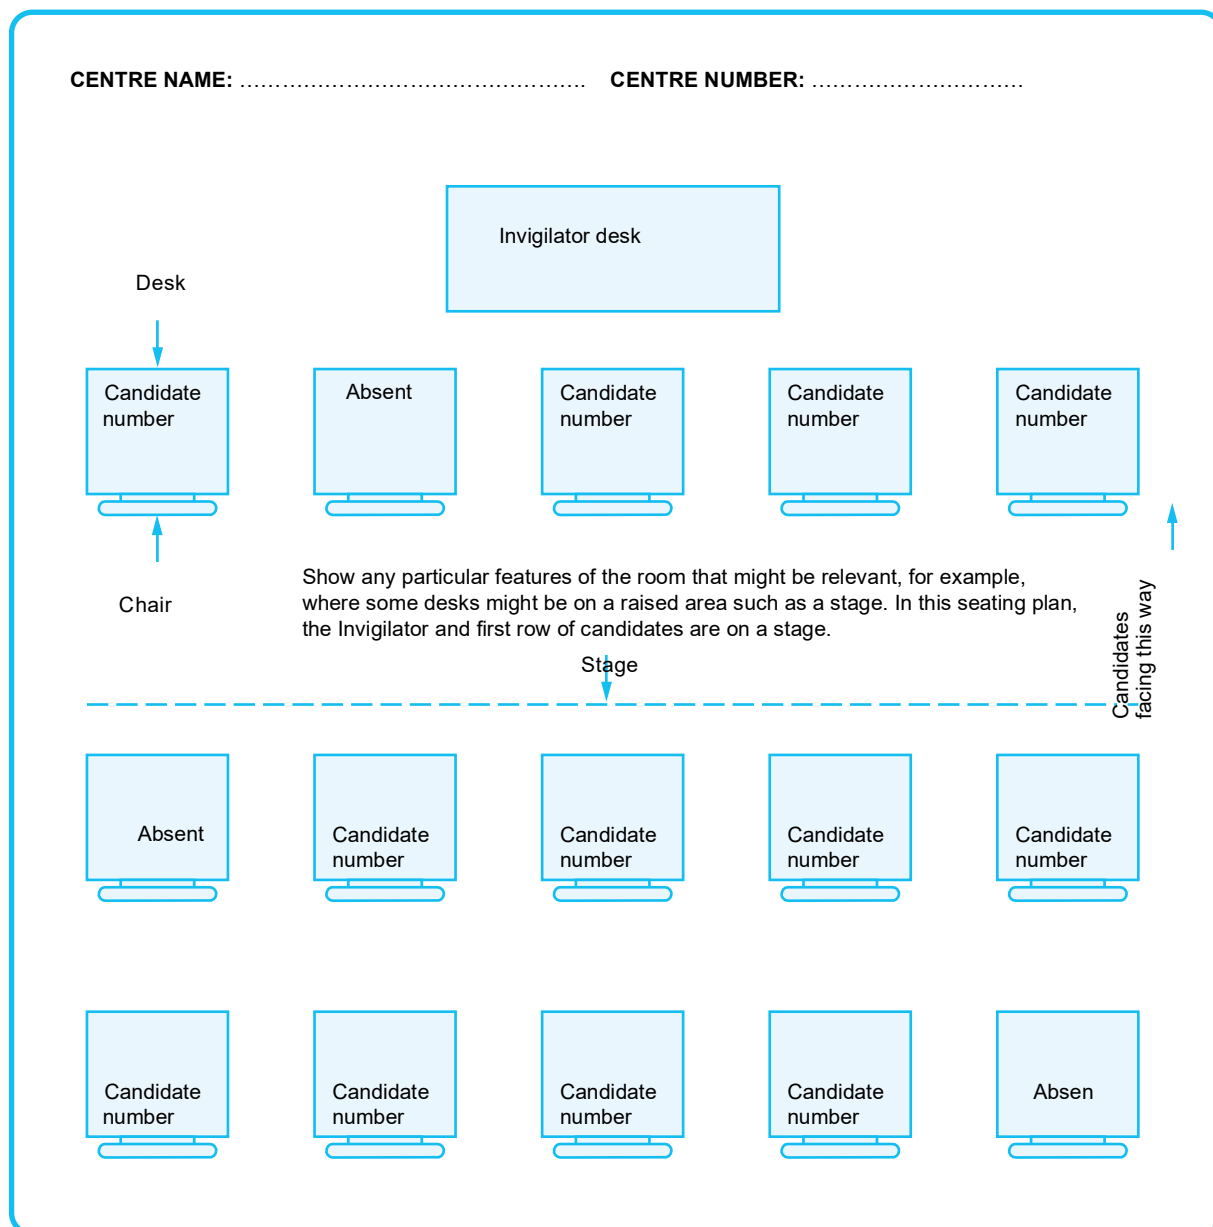 CENTRE NAME: ................................................ CENTRE NUMBER: ..............................
Invigilator desk
Desk
Candidate
number
Absent
Candidate
number
Candidate
number
Candidate
number
Chair
Show any particular features of the room that might be relevant, for example,
where some desks might be on a raised area such as a stage. In this seating plan,
the Invigilator and first row of candidates are on a stage.
Stage
Candidates
facing this way
Absent
Candidate
number
Candidate
number
Candidate
number
Candidate
number
Candidate
number
Candidate
number
Candidate
number
Candidate
number
Absen